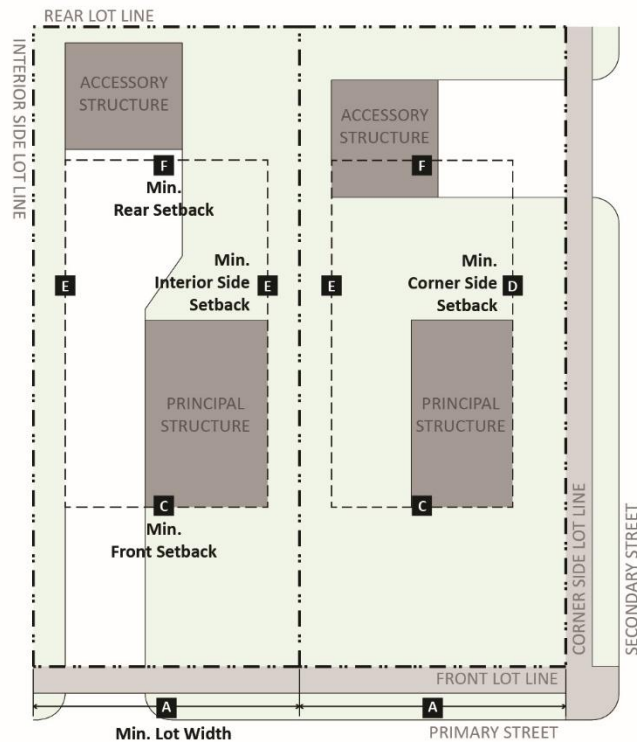 REAR LOT LINE
INTERIOR SIDE LOT LINE
ACCESSORY
STRUCTURE
ACCESSORY
STRUCTURE
F
Min.
Rear Setback
F
E
Min.
Interior Side
Setback
E
E
Min.
Corner Side
Setback
D
PRINCIPAL
STRUCTURE
PRINCIPAL
STRUCTURE
C
Min.
Front Setback
C
CORNER SIDE LOT LINE
SECONDARY STREET
FRONT LOT LINE
A
A
Min. Lot Width
PRIMARY STREET